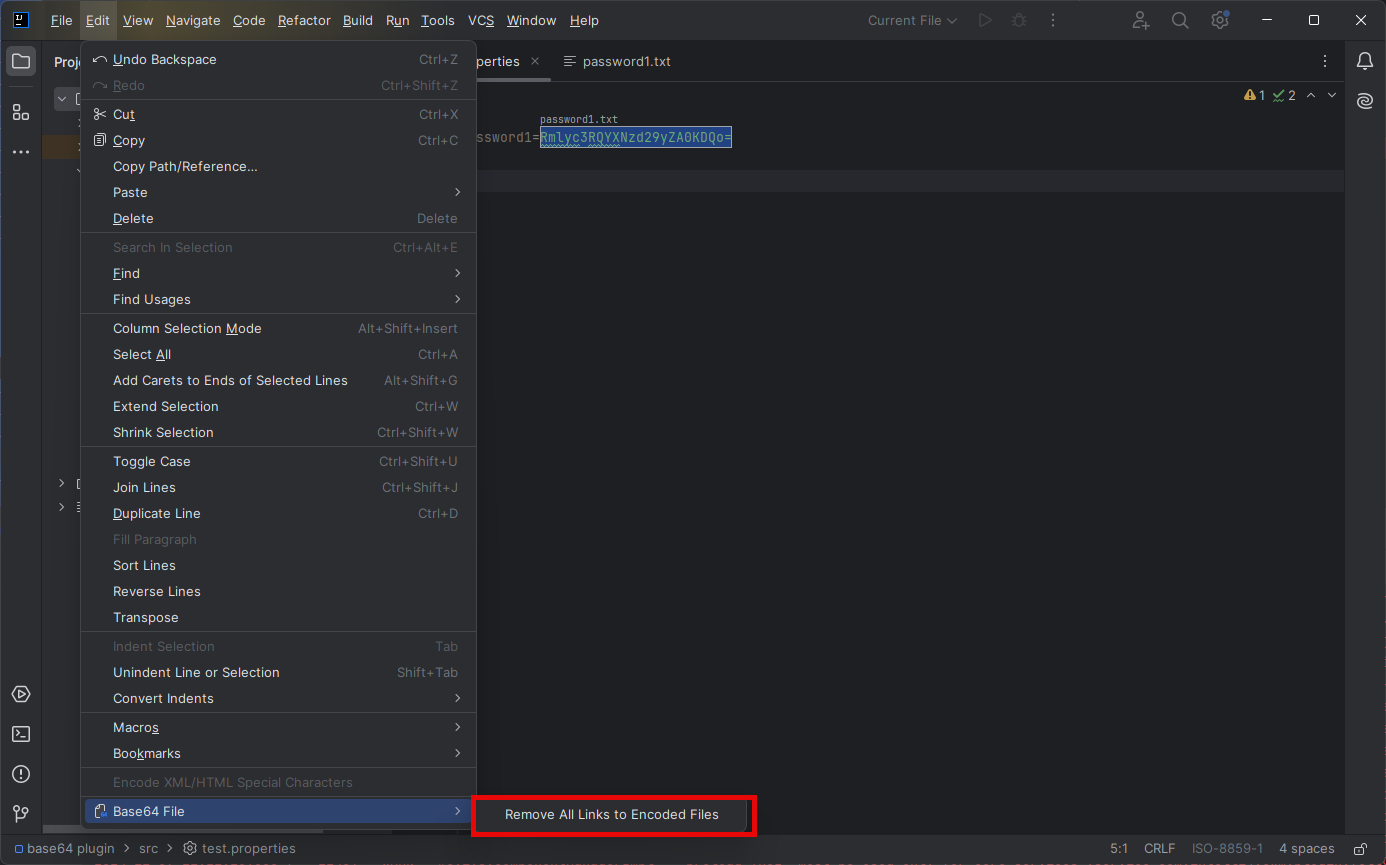 File Edit View Navigate Code Refactor Build Run Tools VCS Window Help Current File
Proj
perties password1.txt
1 2
password1.txt
ssword1=Rmlyc3RQYXNzd29yZA0KDQo=
Undo Backspace Ctrl+Z
Redo Ctrl+Shift+Z
Cut Ctrl+X
Copy Ctrl+C
Copy Path/Reference...
Paste
Delete Delete
Search In Selection Ctrl+Alt+E
Find
Find Usages
Column Selection Mode Alt+Shift+Insert
Select All Ctrl+A
Add Carets to Ends of Selected Lines Alt+Shift+G
Extend Selection Ctrl+W
Shrink Selection Ctrl+Shift+W
Toggle Case Ctrl+Shift+U
Join Lines Ctrl+Shift+J
Duplicate Line Ctrl+D
Fill Paragraph
Sort Lines
Reverse Lines
Transpose
Indent Selection Tab
Unindent Line or Selection Shift+Tab
Convert Indents
Macros
Bookmarks
Encode XML/HTML Special Characters
Base64 File
Remove All Links to Encoded Files
base64 plugin src test.properties 5:1 CRLF ISO-8859-1 4 spaces